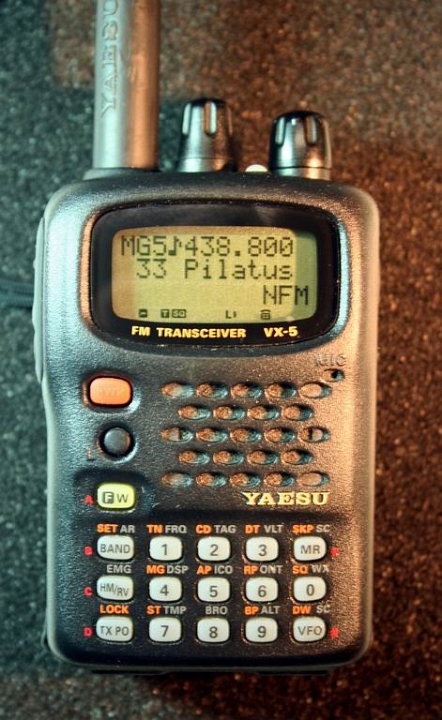 YAESU
MG5♪438.800
33 Pilatus
NFM
T SQ
FM TRANSCEIVER VX-5
MIC
F W
YAESU
A
SET AR TN FRQ CD TAG DT VLT SKP SC
B BAND 1 2 3 MR
EMG MG DSP AP ICO RP ONT SQ WX
C HM/RV 4 5 6 0
LOCK ST TMP BRO BP ALT DW SC
D TX PO 7 8 9 VFO